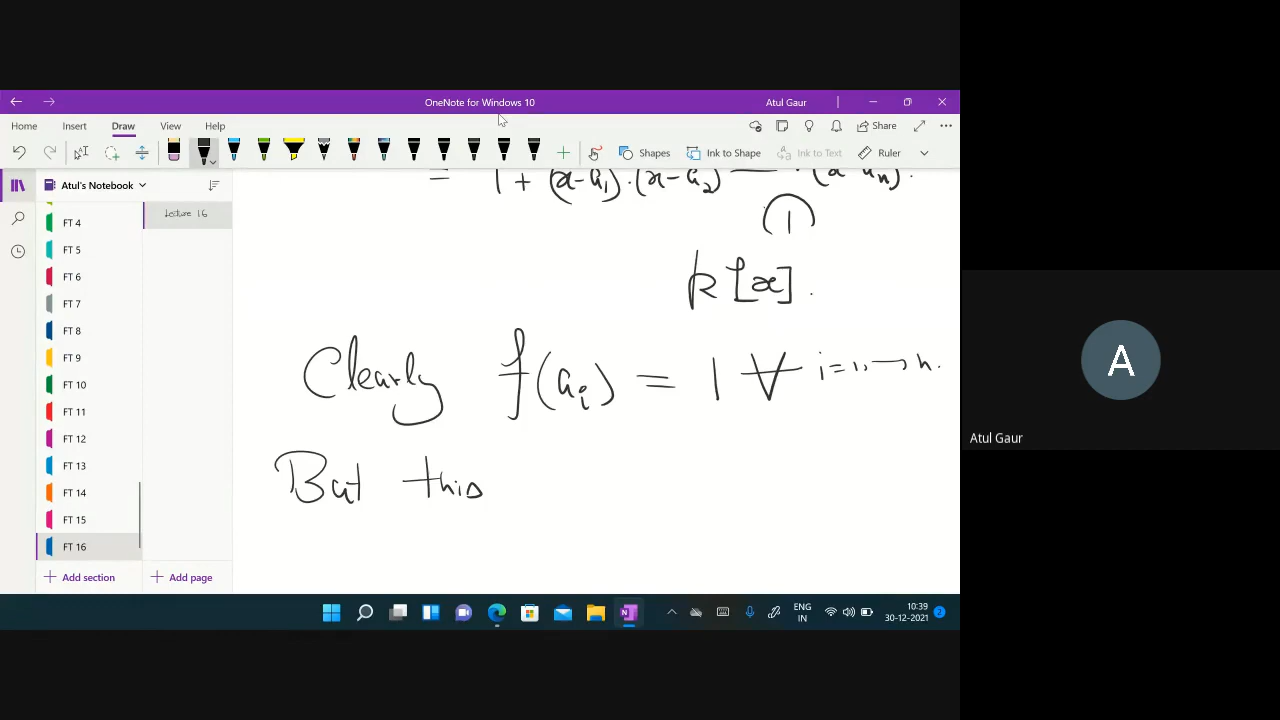 OneNote for Windows 10
Atul Gaur
Home Insert Draw View Help
Share
Shapes Ink to Shape Ink to Text Ruler
Atul's Notebook
FT 4
FT 5
FT 6
FT 7
FT 8
FT 9
FT 10
FT 11
FT 12
FT 13
FT 14
FT 15
FT 16
Add section
Lecture 16
Add page
= 1 + (x-a₁).(x-a₂) — .(x-aₙ).
1
k[x].
Clearly f(aᵢ) = 1 ∀ i=1,—n.
But this
ENG
IN
10:39
30-12-2021
2
A
Atul Gaur